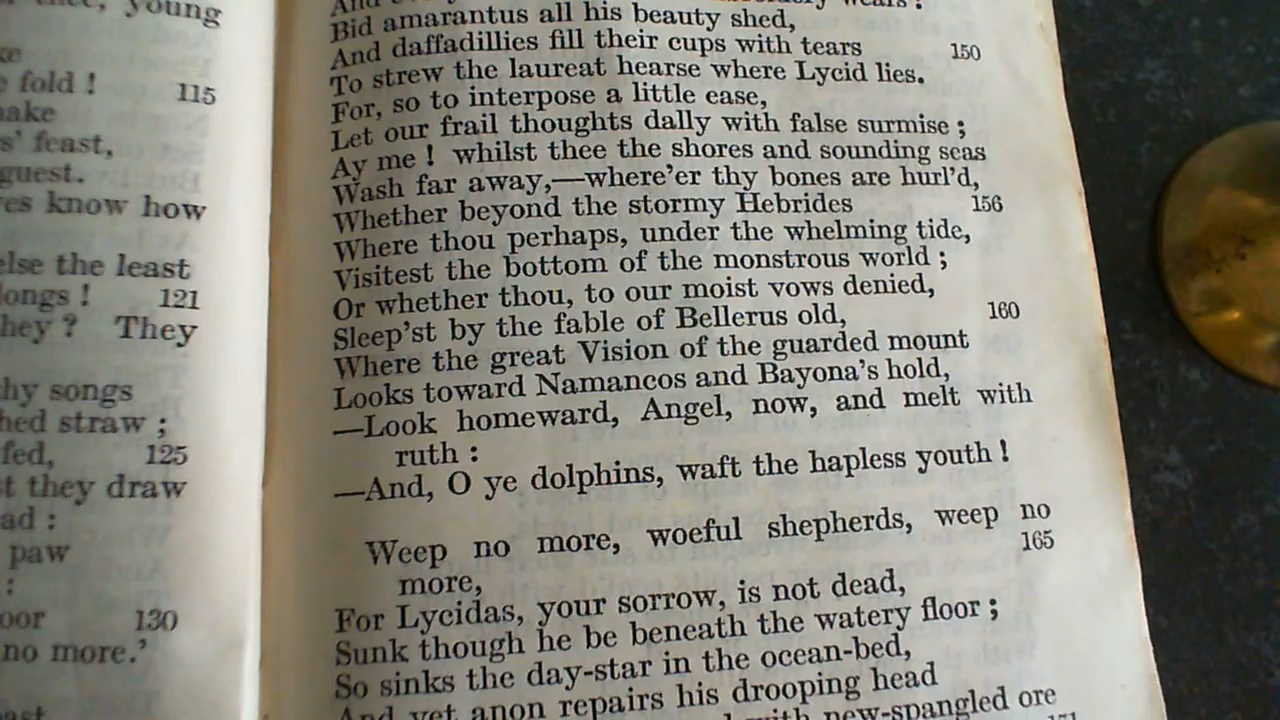 young
fold !
115
feast,
guest.
know how
else the least
121
They
songs
straw ;
fed,
125
they draw
:
paw
:
130
no more.'
Bid amarantus all his beauty shed,
And daffadillies fill their cups with tears 150
To strew the laureat hearse where Lycid lies.
For, so to interpose a little ease,
Let our frail thoughts dally with false surmise ;
Ay me ! whilst thee the shores and sounding seas
Wash far away,—where'er thy bones are hurl'd,
Whether beyond the stormy Hebrides 156
Where thou perhaps, under the whelming tide,
Visitest the bottom of the monstrous world ;
Or whether thou, to our moist vows denied,
Sleep'st by the fable of Bellerus old, 160
Where the great Vision of the guarded mount
Looks toward Namancos and Bayona's hold,
—Look homeward, Angel, now, and melt with
ruth :
—And, O ye dolphins, waft the hapless youth !
Weep no more, woeful shepherds, weep no
more, 165
For Lycidas, your sorrow, is not dead,
Sunk though he be beneath the watery floor ;
So sinks the day-star in the ocean-bed,
And yet anon repairs his drooping head
with new-spangled ore